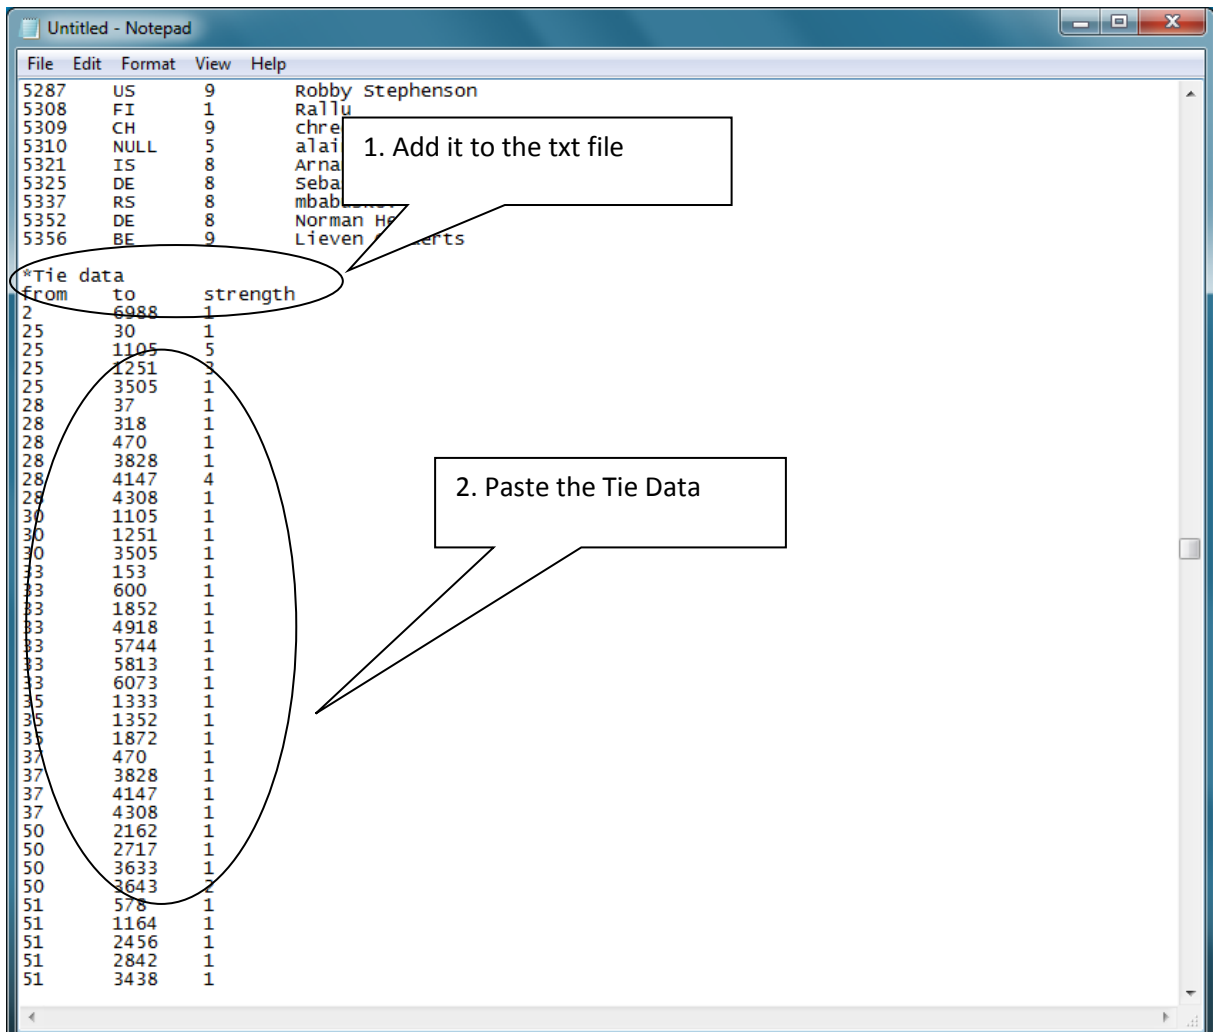 Untitled - Notepad
File Edit Format View Help
5287 US 9 Robby Stephenson
5308 FI 1 Rallu
5309 CH 9
5310 NULL 5
5321 IS 8
5325 DE 8
5337 RS 8
5352 DE 8 Norman
5356 BE 9 Lieven
1. Add it to the txt file
*Tie data
from to strength
2 6988 1
25 30 1
25 1105 5
25 1251 3
25 3505 1
28 37 1
28 318 1
28 470 1
28 3828 1
28 4147 4
28 4308 1
30 1105 1
30 1251 1
30 3505 1
33 153 1
33 600 1
33 1852 1
33 4918 1
33 5744 1
33 5813 1
33 6073 1
35 1333 1
35 1352 1
35 1872 1
37 470 1
37 3828 1
37 4147 1
37 4308 1
50 2162 1
50 2717 1
50 3633 1
50 3643 2
51 578 1
51 1164 1
51 2456 1
51 2842 1
51 3438 1
2. Paste the Tie Data